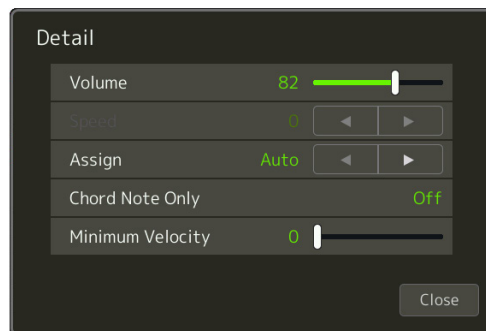 Detail
Volume 82
Speed 0
Assign Auto
Chord Note Only Off
Minimum Velocity 0
Close